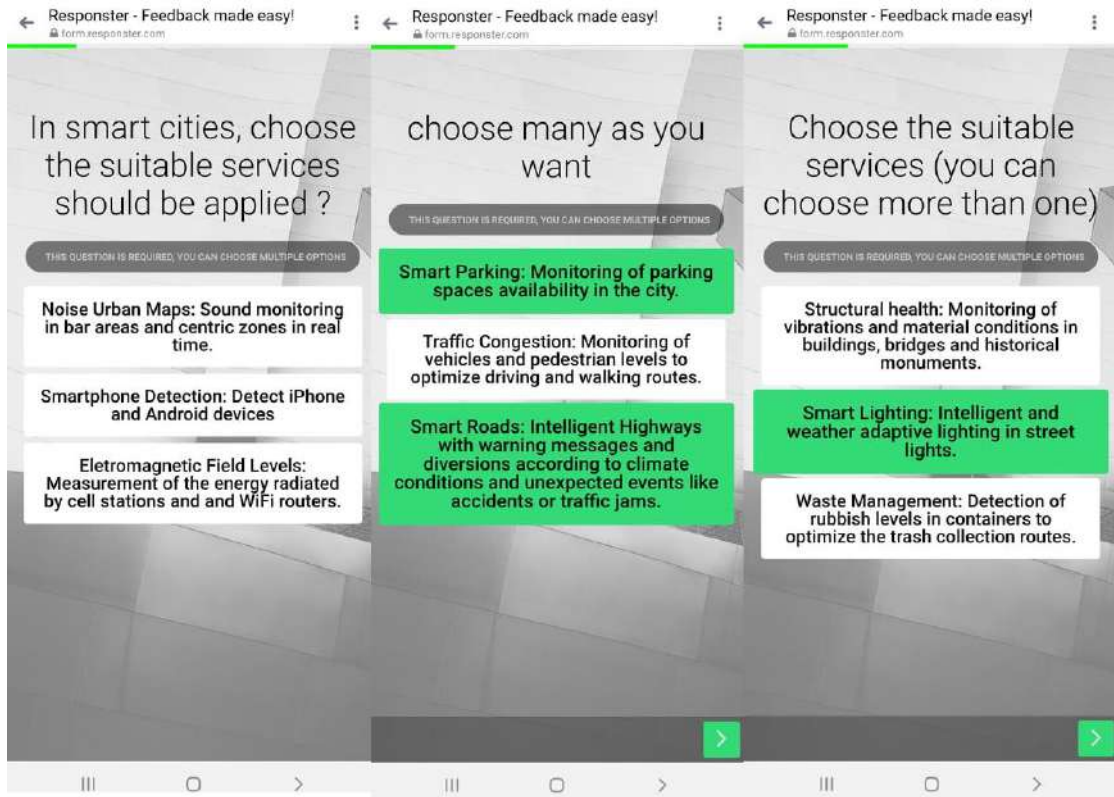 Responster - Feedback made easy!
form.responster.com
In smart cities, choose
the suitable services
should be applied ?
THIS QUESTION IS REQUIRED, YOU CAN CHOOSE MULTIPLE OPTIONS
Noise Urban Maps: Sound monitoring
in bar areas and centric zones in real
time.
Smartphone Detection: Detect iPhone
and Android devices
Eletromagnetic Field Levels:
Measurement of the energy radiated
by cell stations and and WiFi routers.
Responster - Feedback made easy!
form.responster.com
choose many as you
want
THIS QUESTION IS REQUIRED, YOU CAN CHOOSE MULTIPLE OPTIONS
Smart Parking: Monitoring of parking
spaces availability in the city.
Traffic Congestion: Monitoring of
vehicles and pedestrian levels to
optimize driving and walking routes.
Smart Roads: Intelligent Highways
with warning messages and
diversions according to climate
conditions and unexpected events like
accidents or traffic jams.
Responster - Feedback made easy!
form.responster.com
Choose the suitable
services (you can
choose more than one)
THIS QUESTION IS REQUIRED, YOU CAN CHOOSE MULTIPLE OPTIONS
Structural health: Monitoring of
vibrations and material conditions in
buildings, bridges and historical
monuments.
Smart Lighting: Intelligent and
weather adaptive lighting in street
lights.
Waste Management: Detection of
rubbish levels in containers to
optimize the trash collection routes.